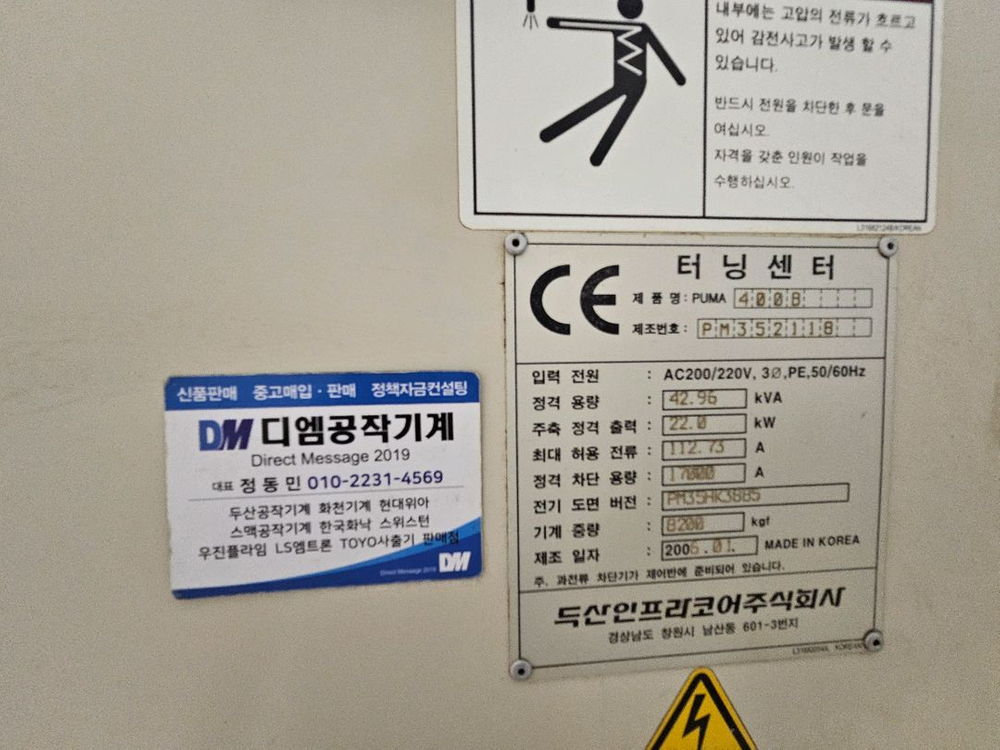 내부에는 고압의 전류가 흐르고
있어 감전사고가 발생 할 수
있습니다.
반드시 전원을 차단한 후 문을
여십시오.
자격을 갖춘 인원이 작업을
수행하십시오.
CE
터 닝 센 터
제 품 명 : PUMA 400B
제조번호 : PM352118
입력 전원 : AC200/220V, 3Ø,PE,50/60Hz
정격 용량 : 42.96 kVA
주축 정격 출력 : 22.0 kW
최대 허용 전류 : 112.73 A
정격 차단 용량 : 17000 A
전기 도면 버전 :
기계 중량 : 8200 kgf
제조 일자 : 2006.01. MADE IN KOREA
주. 과전류 차단기가 제어반에 준비되어 있습니다.
두산인프라코어주식회사
경상남도 창원시 남산동 601-3번지
신품판매 중고매입 · 판매 정책자금컨설팅
DM 디엠공작기계
Direct Message 2019
대표 정 동 민 010-2231-4569
두산공작기계 화천기계 현대위아
스맥공작기계 한국화낙 스위스턴
우진플라임 LS엠트론 TOYO사출기 판매점
Direct Message 2019 DM